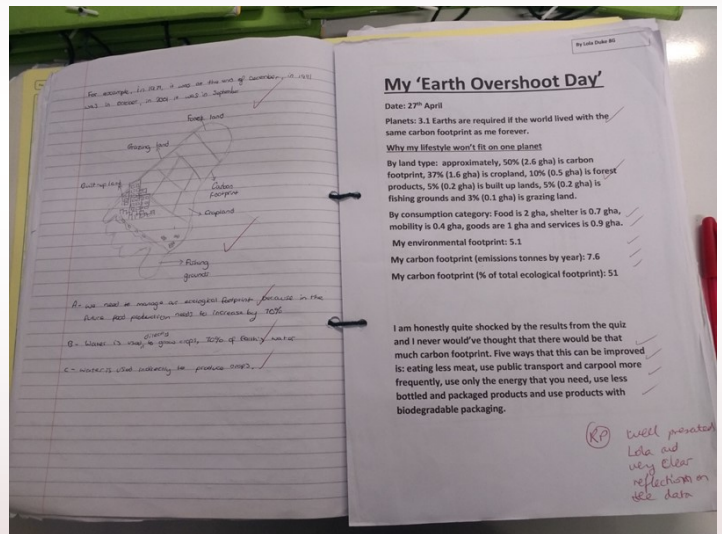 For example, in 1971 it was at the end of December, in 1991
was in October, in 2001 it was in September
Forest land
Grazing land
Built up land
Carbon
Footprint
Cropland
Fishing
grounds
A- we need to manage our ecological footprint because in the
future food production needs to increase by 70%
B- Water is used to grow crops, 70% of
water
C- water is used
produce crops.
By Lola Duke 8G
My 'Earth Overshoot Day'
Date: 27th April
Planets: 3.1 Earths are required if the world lived with the
same carbon footprint as me forever.
Why my lifestyle won't fit on one planet
By land type: approximately, 50% (2.6 gha) is carbon
footprint, 37% (1.6 gha) is cropland, 10% (0.5 gha) is forest
products, 5% (0.2 gha) is built up lands, 5% (0.2 gha) is
fishing grounds and 3% (0.1 gha) is grazing land.
By consumption category: Food is 2 gha, shelter is 0.7 gha,
mobility is 0.4 gha, goods are 1 gha and services is 0.9 gha.
My environmental footprint: 5.1
My carbon footprint (emissions tonnes by year): 7.6
My carbon footprint (% of total ecological footprint): 51
I am honestly quite shocked by the results from the quiz
and I never would've thought that there would be that
much carbon footprint. Five ways that this can be improved
is: eating less meat, use public transport and carpool more
frequently, use only the energy that you need, use less
bottled and packaged products and use products with
biodegradable packaging.
RP
Well presented
Lola and
very clear
reflection on
the data